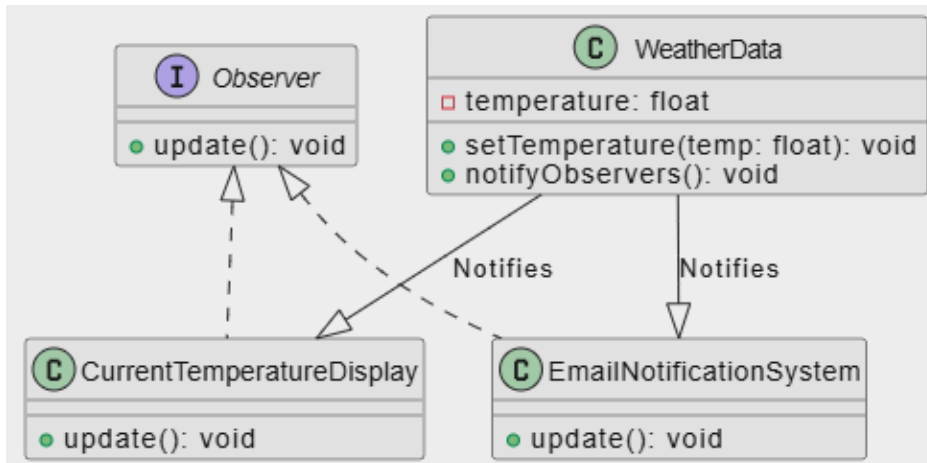 I Observer
update(): void
C WeatherData
temperature: float
setTemperature(temp: float): void
notifyObservers(): void
Notifies
Notifies
C CurrentTemperatureDisplay
update(): void
C EmailNotificationSystem
update(): void